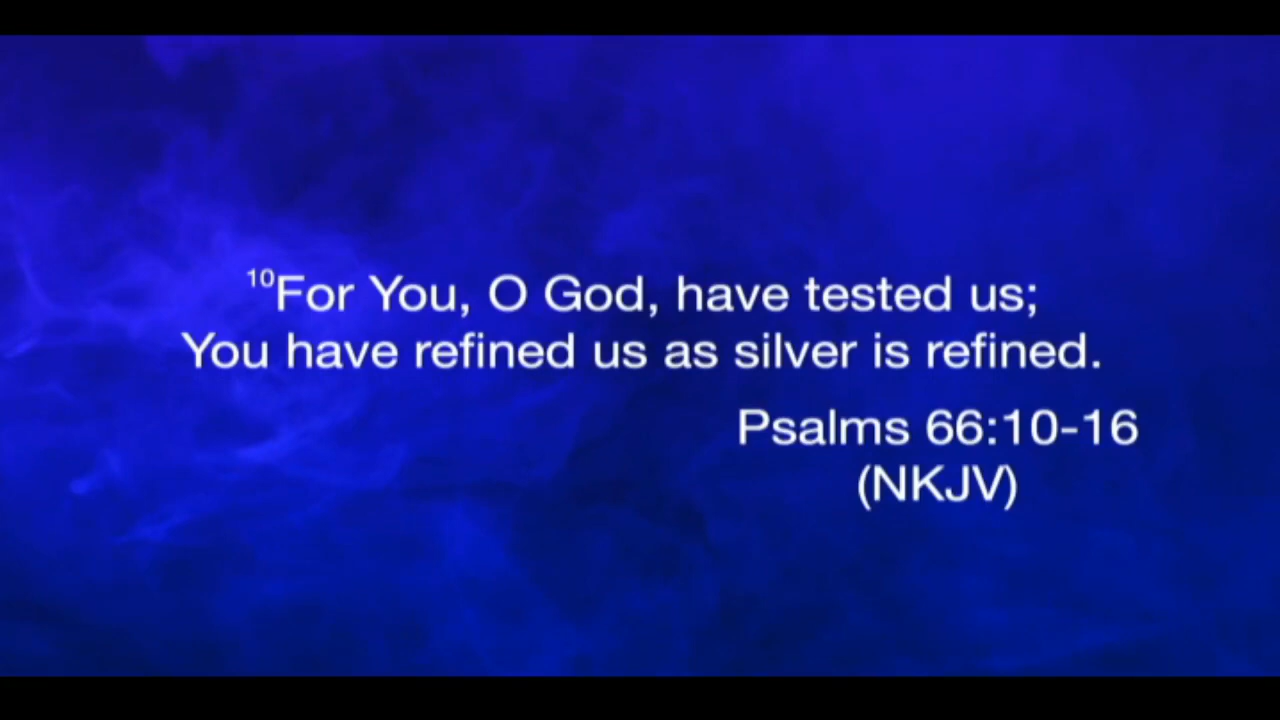 ¹⁰For You, O God, have tested us;
You have refined us as silver is refined.
Psalms 66:10-16
(NKJV)